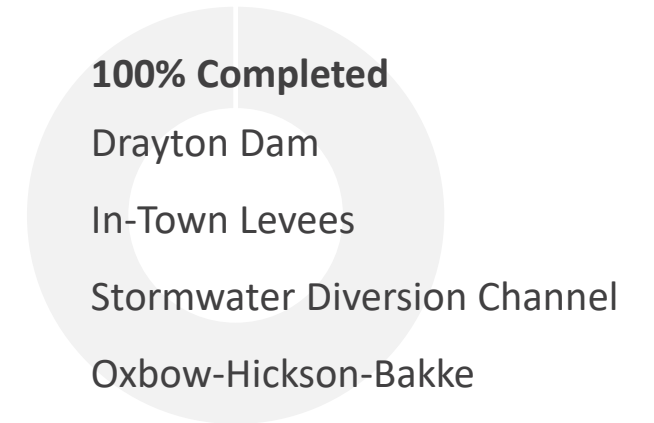 100% Completed
Drayton Dam
In-Town Levees
Stormwater Diversion Channel
Oxbow-Hickson-Bakke